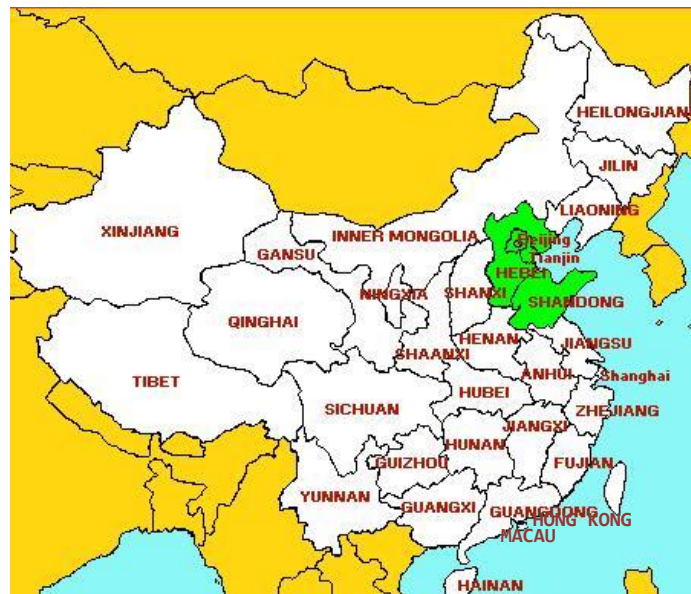 HEILONGJIAN
JILIN
LIAONING
XINJIANG
INNER MONGOLIA
Beijing
GANSU
Tianjin
HEBEI
NINGXIA
SHANXI
SHANDONG
QINGHAI
HENAN
JIANGSU
SHAANXI
ANHUI
Shanghai
TIBET
HUBEI
SICHUAN
ZHEJIANG
JIANGXI
HUNAN
GUIZHOU
FUJIAN
YUNNAN
GUANGXI
GUANGDONG
HONG KONG
MACAU
HAINAN